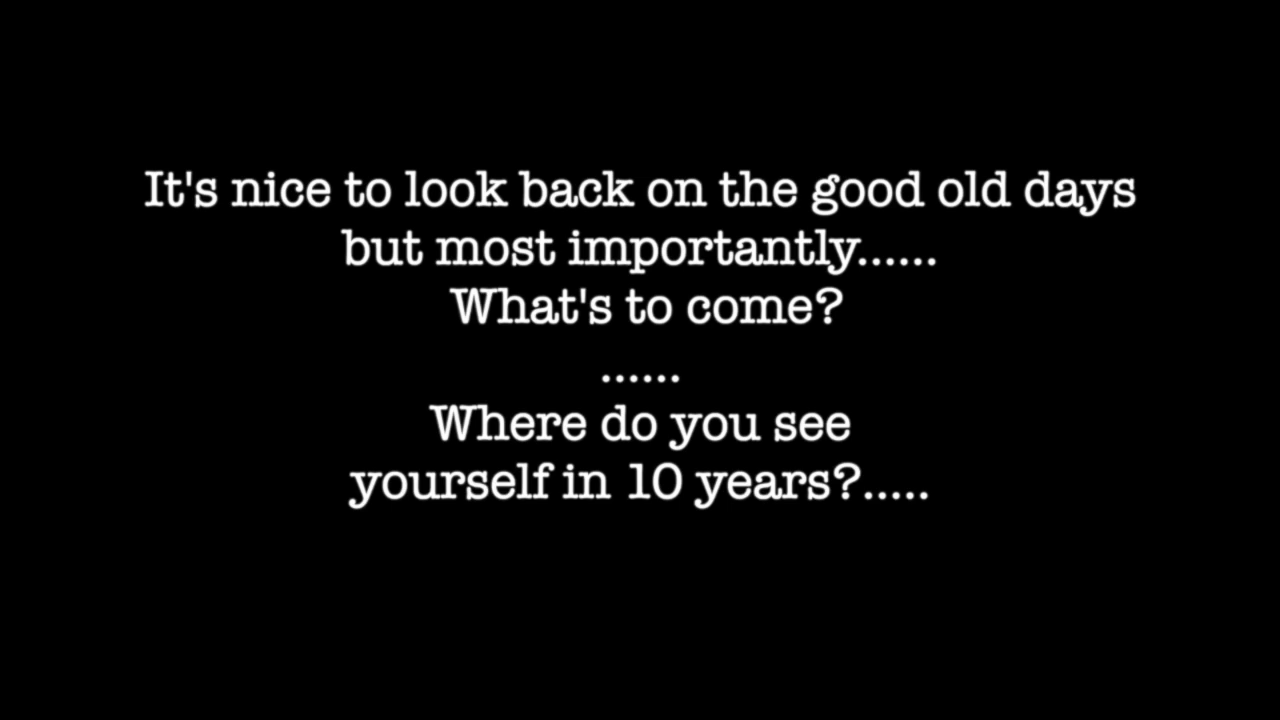 It's nice to look back on the good old days
but most importantly......
What's to come?
......
Where do you see
yourself in 10 years?.....